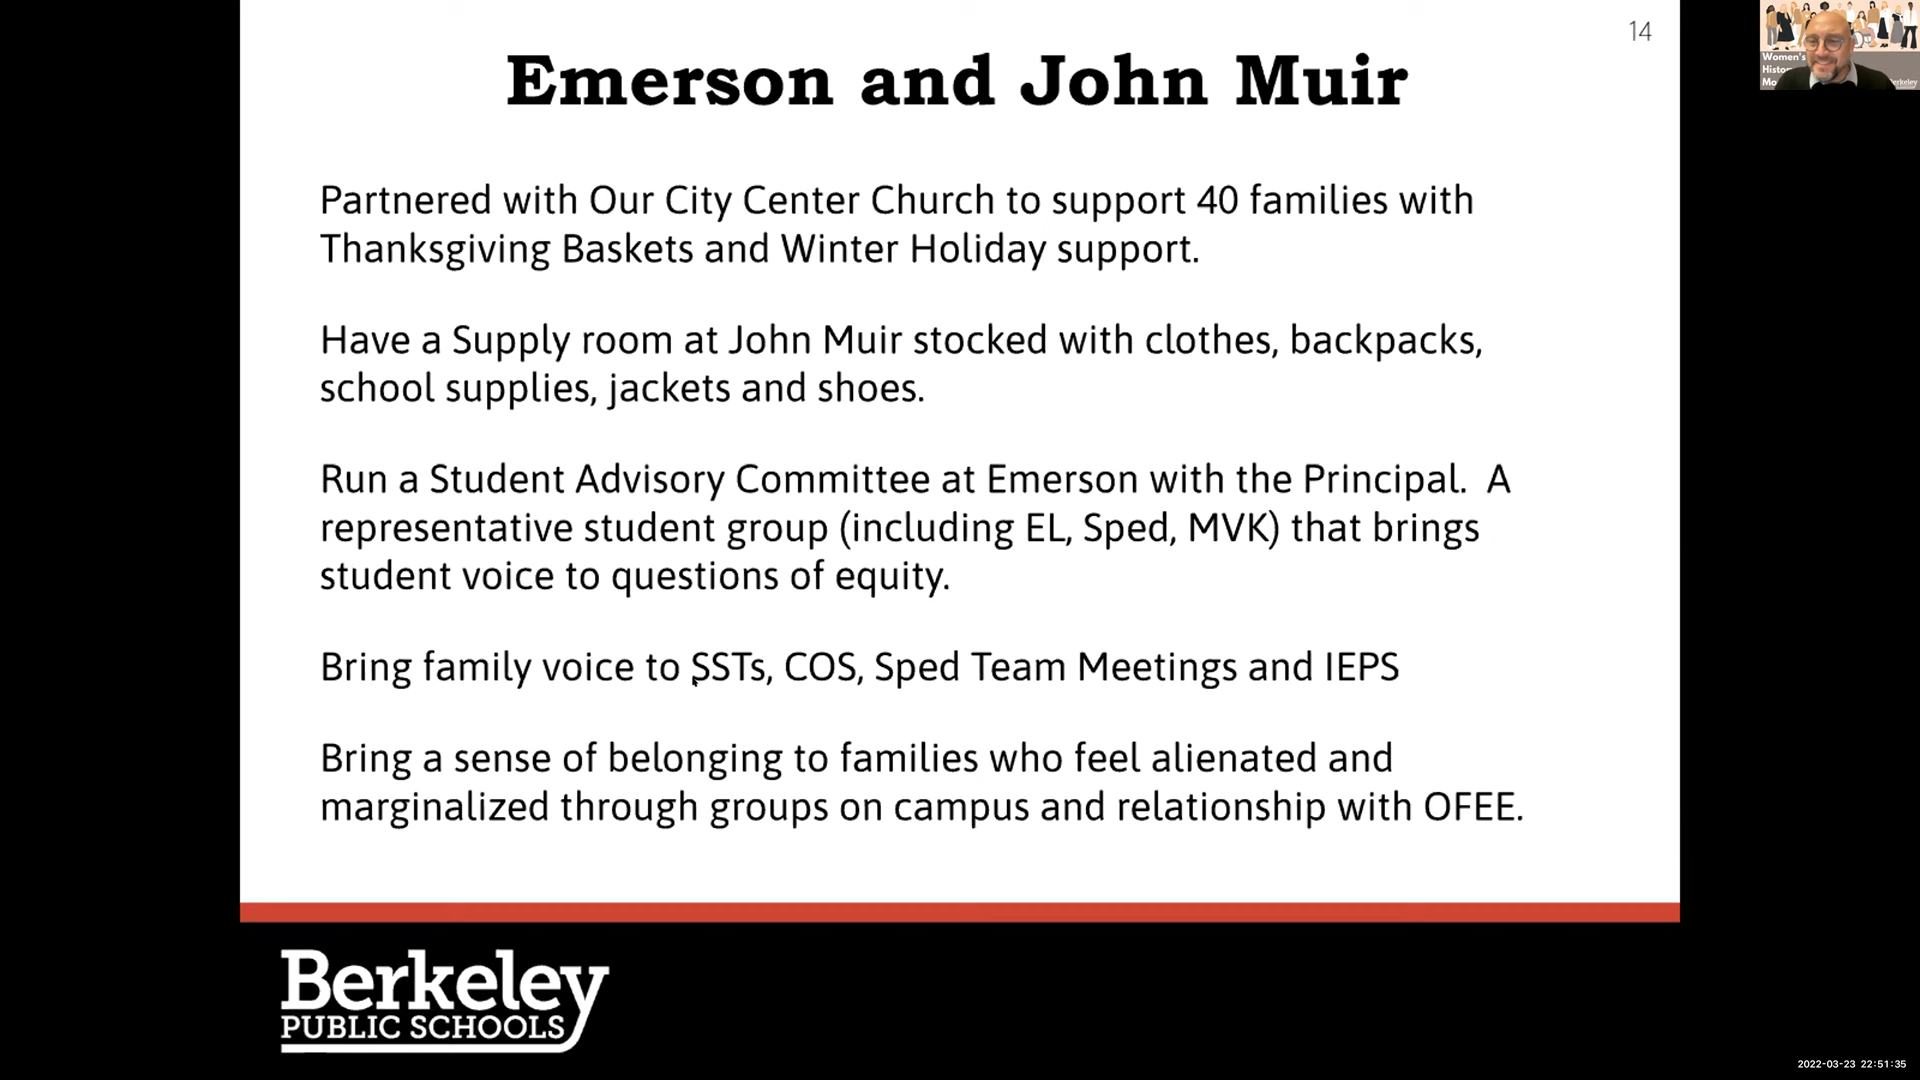 14
Emerson and John Muir
Partnered with Our City Center Church to support 40 families with
Thanksgiving Baskets and Winter Holiday support.
Have a Supply room at John Muir stocked with clothes, backpacks,
school supplies, jackets and shoes.
Run a Student Advisory Committee at Emerson with the Principal.  A
representative student group (including EL, Sped, MVK) that brings
student voice to questions of equity.
Bring family voice to SSTs, COS, Sped Team Meetings and IEPS
Bring a sense of belonging to families who feel alienated and
marginalized through groups on campus and relationship with OFEE.
Berkeley
PUBLIC SCHOOLS
Women's
2022-03-23 22:51:35